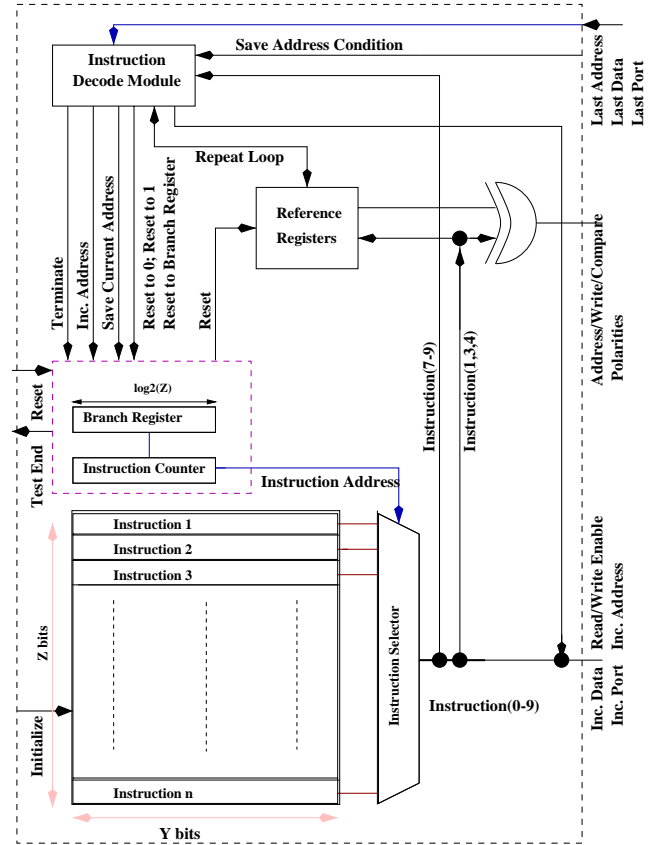 Save Address Condition
Instruction
Decode Module
Last Address
Last Data
Last Port
Repeat Loop
Reference
Registers
Terminate
Inc. Address
Save Current Address
Reset to 0; Reset to 1
Reset to Branch Register
Reset
Address/Write/Compare
Polarities
Instruction(7-9)
Instruction(1,3,4)
Reset
Test End
log2(Z)
Branch Register
Instruction Counter
Instruction Address
Instruction 1
Instruction 2
Instruction 3
Instruction n
Z bits
Initialize
Y bits
Instruction Selector
Instruction(0-9)
Read/Write Enable
Inc. Address
Inc. Data
Inc. Port